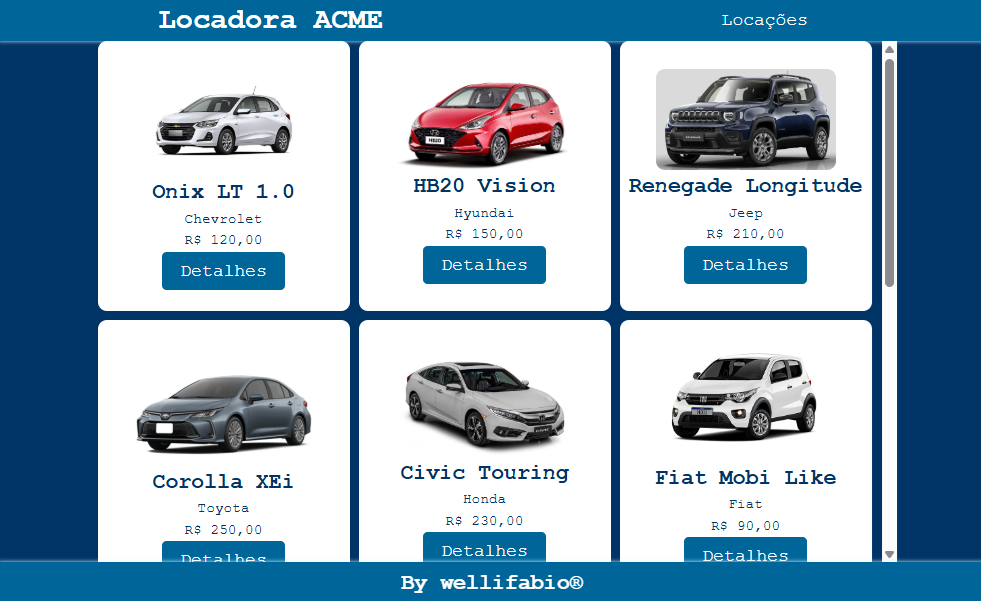 Locadora ACME
Locações
Onix LT 1.0
Chevrolet
R$ 120,00
Detalhes
HB20 Vision
Hyundai
R$ 150,00
Detalhes
Renegade Longitude
Jeep
R$ 210,00
Detalhes
Corolla XEi
Toyota
R$ 250,00
Detalhes
Civic Touring
Honda
R$ 230,00
Detalhes
Fiat Mobi Like
Fiat
R$ 90,00
Detalhes
By wellifabio®